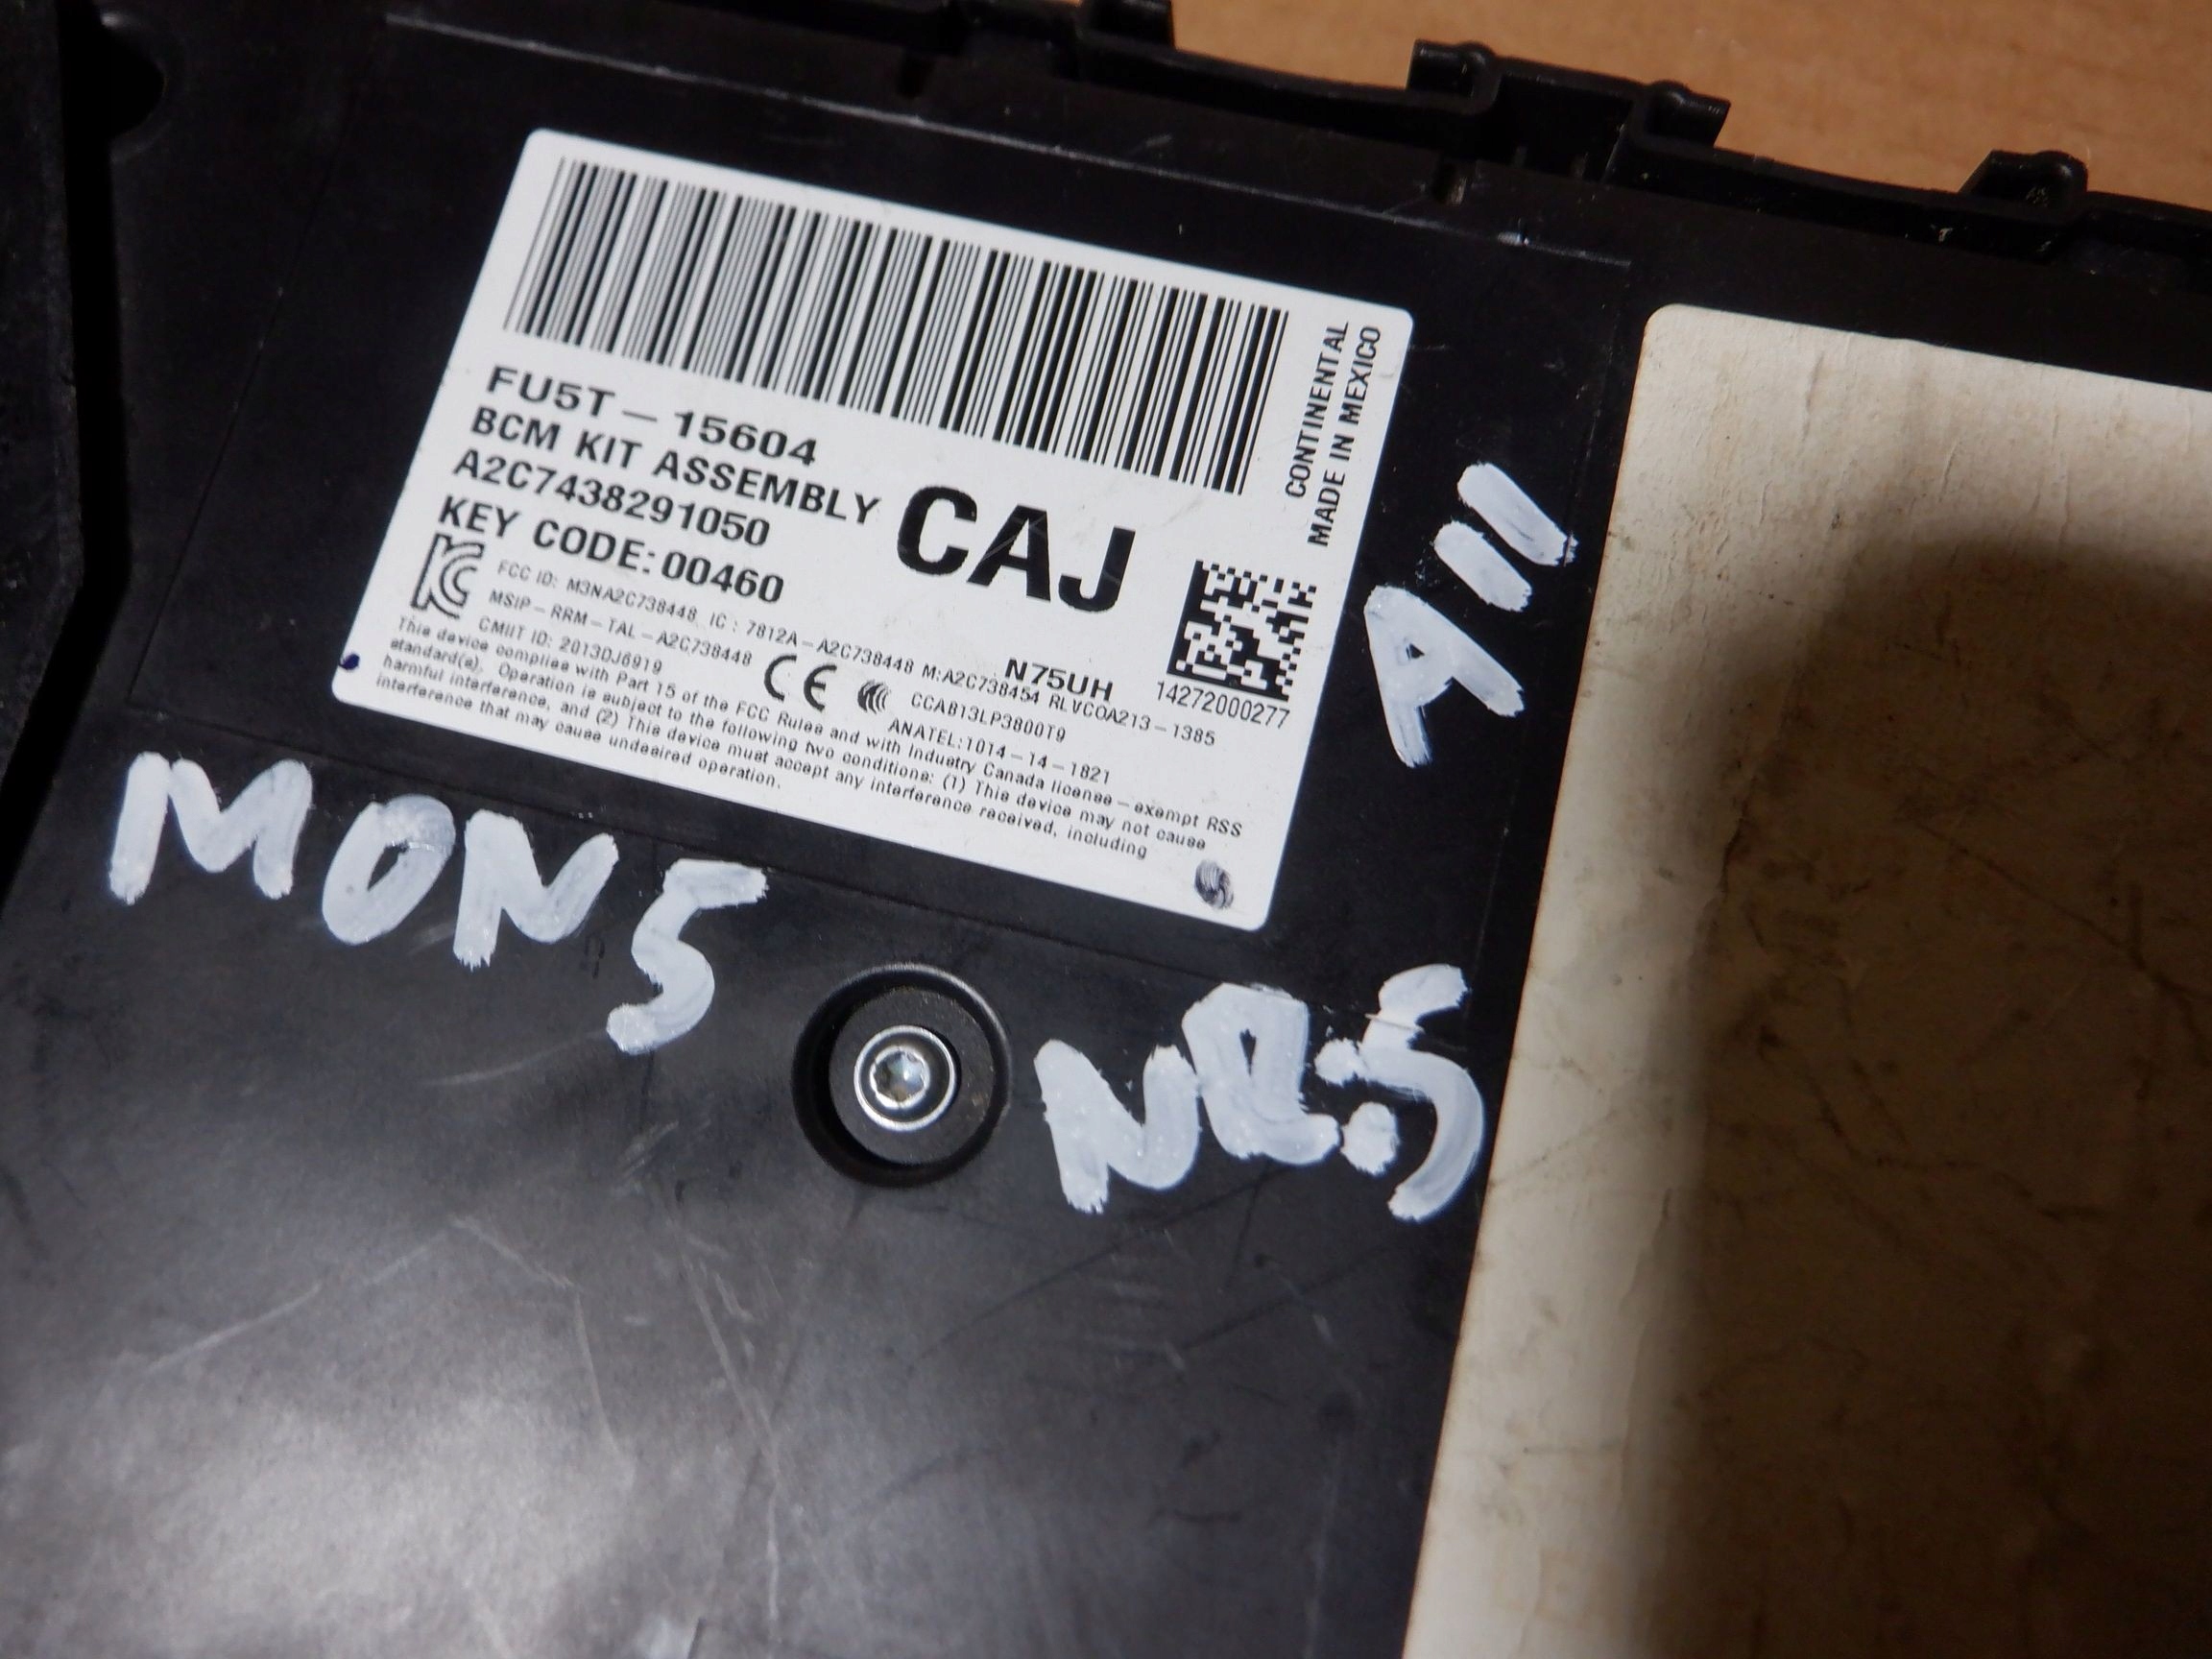 CONTINENTAL
MADE IN MEXICO
FU5T-15604
BCM KIT ASSEMBLY
A2C7438291050
CAJ
KEY CODE: 00460
FCC ID: M3NA2C738448 IC: 7812A-A2C738448 M:A2C738454 RLVCOA213-1385
MSIP-RRM-TAL-A2C738448
N75UH
14272000277
CMIIT ID: 2013DJ6919
CE
CCAB13LP3800T9
ANATEL:1014-14-1821
This device complies with Part 15 of the FCC Rules and with Industry Canada license-exempt RSS
standard(s). Operation is subject to the following two conditions: (1) This device may not cause
harmful interference, and (2) This device must accept any interference received, including
interference that may cause undesired operation.
MON5